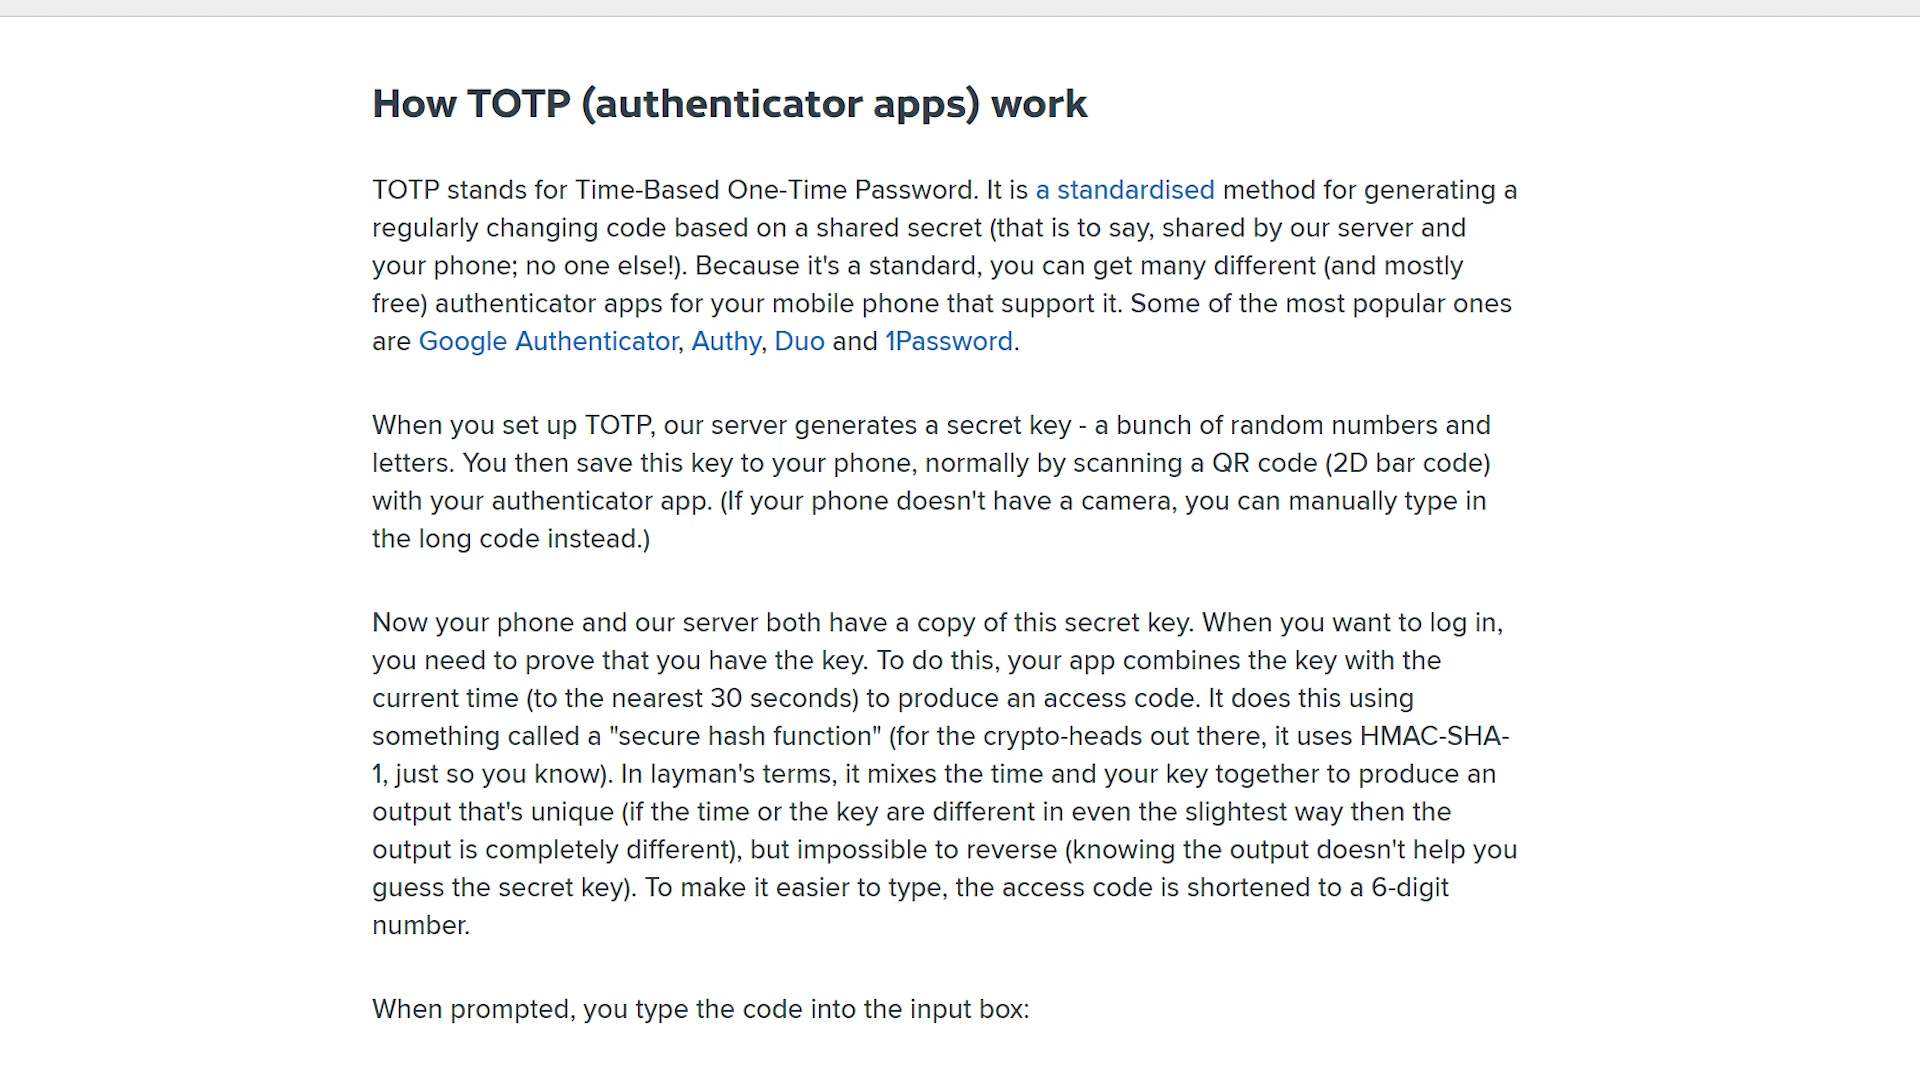 How TOTP (authenticator apps) work
TOTP stands for Time-Based One-Time Password. It is a standardised method for generating a
regularly changing code based on a shared secret (that is to say, shared by our server and
your phone; no one else!). Because it's a standard, you can get many different (and mostly
free) authenticator apps for your mobile phone that support it. Some of the most popular ones
are Google Authenticator, Authy, Duo and 1Password.
When you set up TOTP, our server generates a secret key - a bunch of random numbers and
letters. You then save this key to your phone, normally by scanning a QR code (2D bar code)
with your authenticator app. (If your phone doesn't have a camera, you can manually type in
the long code instead.)
Now your phone and our server both have a copy of this secret key. When you want to log in,
you need to prove that you have the key. To do this, your app combines the key with the
current time (to the nearest 30 seconds) to produce an access code. It does this using
something called a "secure hash function" (for the crypto-heads out there, it uses HMAC-SHA-
1, just so you know). In layman's terms, it mixes the time and your key together to produce an
output that's unique (if the time or the key are different in even the slightest way then the
output is completely different), but impossible to reverse (knowing the output doesn't help you
guess the secret key). To make it easier to type, the access code is shortened to a 6-digit
number.
When prompted, you type the code into the input box: